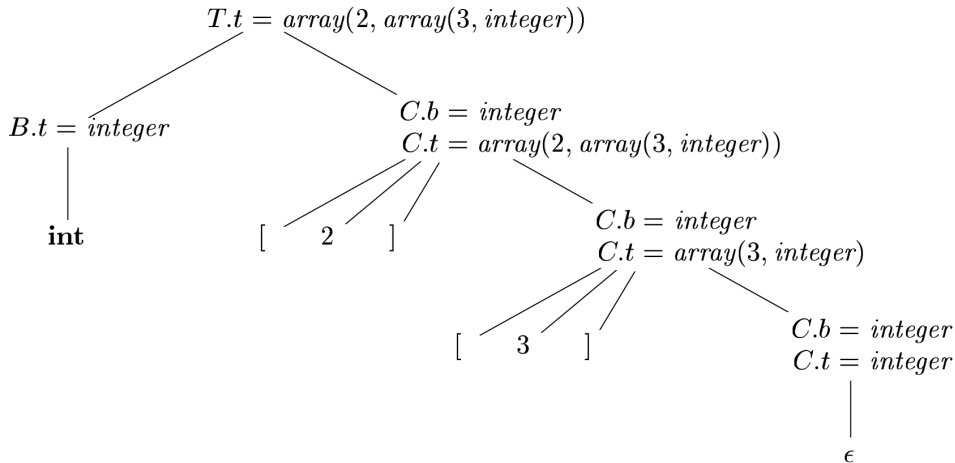 T.t = array(2, array(3, integer))
C.b = integer
B.t = integer
C.t = array(2, array(3, integer))
C.b = integer
int
[ 2 ]
C.t = array(3, integer)
C.b = integer
[ 3 ]
C.t = integer
ϵ